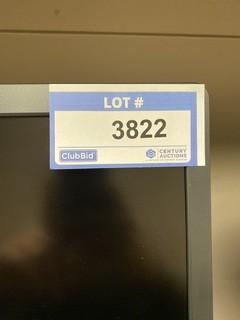 LOT #
3822
ClubBid
CENTURY
AUCTIONS